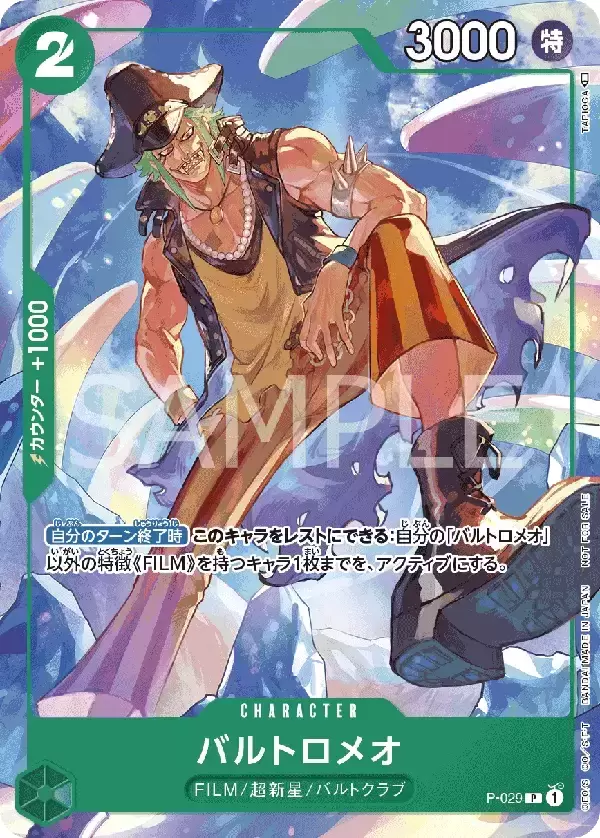 2
3000 特
TAPIOCA
カウンター +1000
SAMPLE
自分のターン終了時 このキャラをレストにできる:自分の「バルトロメオ」
以外の特徴《FILM》を持つキャラ1枚までを、アクティブにする。
NOT FOR SALE
BANDAI MADE IN JAPAN
CHARACTER
バルトロメオ
FILM/超新星/バルトクラブ
P-029 P 1